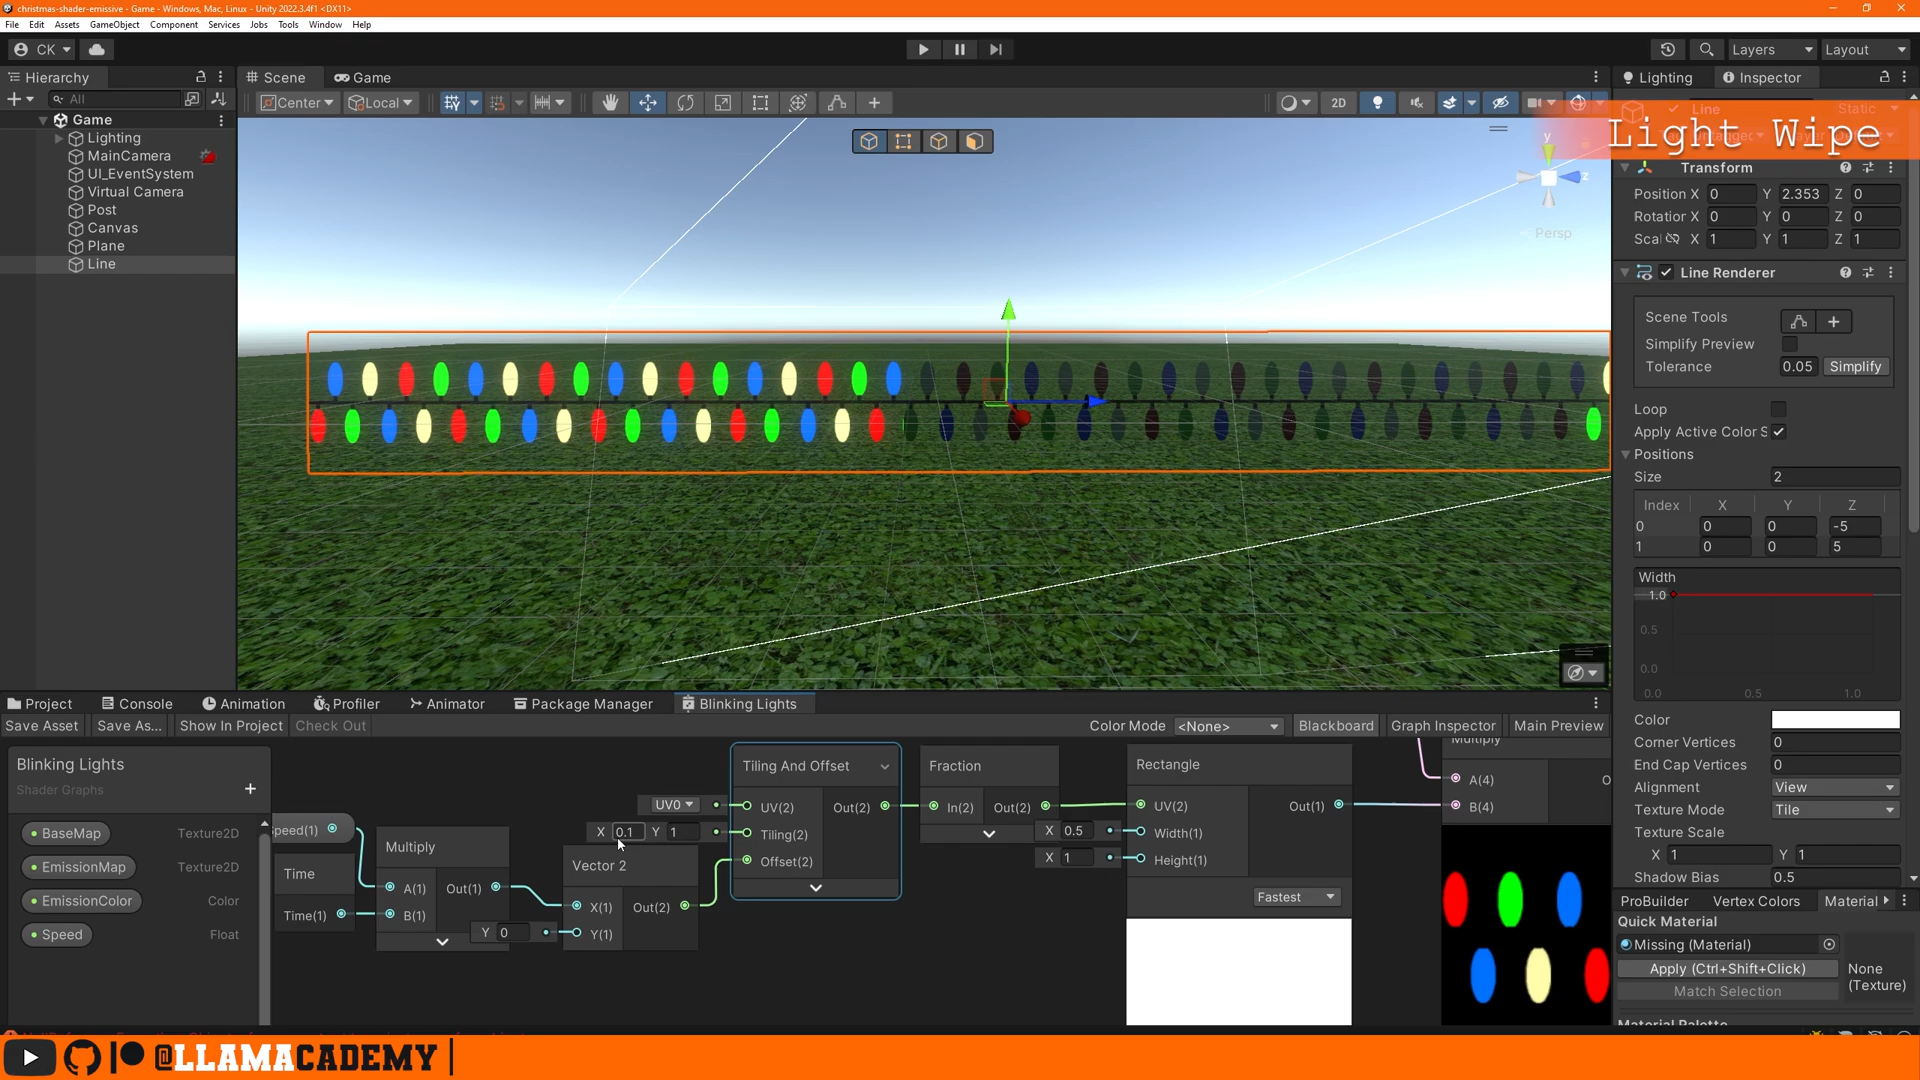 christmas-shader-emissive - Game - Windows, Mac, Linux - Unity 2022.3.4f1 <DX11>
File Edit Assets GameObject Component Services Jobs Tools Window Help
CK Layers Layout
Hierarchy Scene Game Lighting Inspector
All Center Local 2D
Line Static
Light Wipe
Game
Lighting
MainCamera
UI_EventSystem
Virtual Camera
Post
Canvas
Plane
Line
y
z
Persp
Transform
Position X 0 Y 2.353 Z 0
Rotation X 0 Y 0 Z 0
Scal X 1 Y 1 Z 1
Line Renderer
Scene Tools
Simplify Preview
Tolerance 0.05 Simplify
Loop
Apply Active Color S
Positions
Size 2
Index X Y Z
0 0 0 -5
1 0 0 5
Width
1.0
0.5
0.0
0.0 0.5 1.0
Color
Corner Vertices 0
End Cap Vertices 0
Alignment View
Texture Mode Tile
Texture Scale
X 1 Y 1
Shadow Bias 0.5
Project Console Animation Profiler Animator Package Manager Blinking Lights
Save Asset Save As... Show In Project Check Out Color Mode <None> Blackboard Graph Inspector Main Preview
Blinking Lights
Shader Graphs
BaseMap Texture2D
EmissionMap Texture2D
EmissionColor Color
Speed Float
Speed(1)
Time
Time(1)
Multiply
A(1) Out(1)
B(1)
Y 0
Vector 2
X(1) Out(2)
Y(1)
UV0
X 0.1 Y 1
Tiling And Offset
UV(2) Out(2)
Tiling(2)
Offset(2)
Fraction
In(2) Out(2)
X 0.5
X 1
Rectangle
UV(2) Out(1)
Width(1)
Height(1)
Fastest
Multiply
A(4)
B(4)
ProBuilder Vertex Colors Material
Quick Material
Missing (Material)
Apply (Ctrl+Shift+Click)
Match Selection
None
(Texture)
Material Palette
@LLAMACADEMY